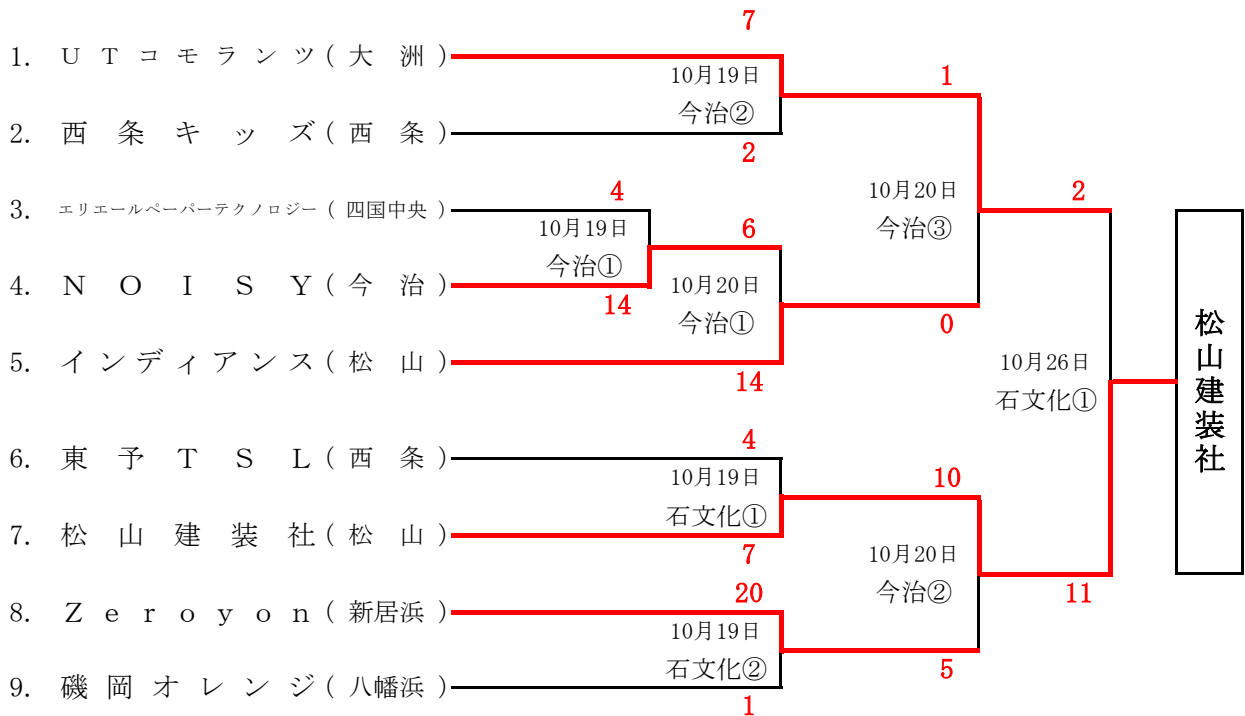 7
1. UTコモランツ(大洲)
10月19日
今治②
1
2. 西条キッズ(西条)
2
3. エリエールペーパーテクノロジー(四国中央)
4
10月19日
今治①
6
10月20日
今治③
2
4. NOISY(今治)
14
10月20日
今治①
0
5. インディアンス(松山)
14
10月26日
石文化①
松山建装社
6. 東予TSL(西条)
4
10月19日
石文化①
10
7. 松山建装社(松山)
7
10月20日
今治②
11
8. Zeroyon(新居浜)
20
10月19日
石文化②
5
9. 磯岡オレンジ(八幡浜)
1